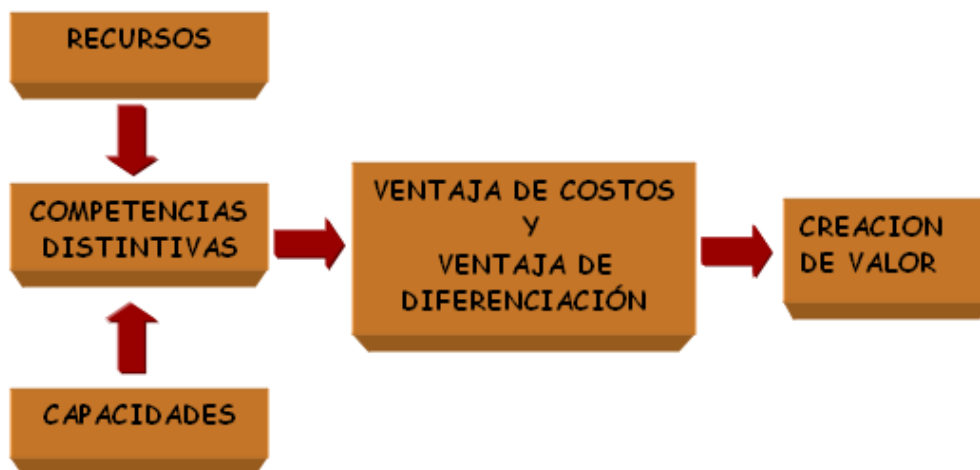 RECURSOS
COMPETENCIAS
DISTINTIVAS
CAPACIDADES
VENTAJA DE COSTOS
Y
VENTAJA DE
DIFERENCIACIÓN
CREACION
DE VALOR